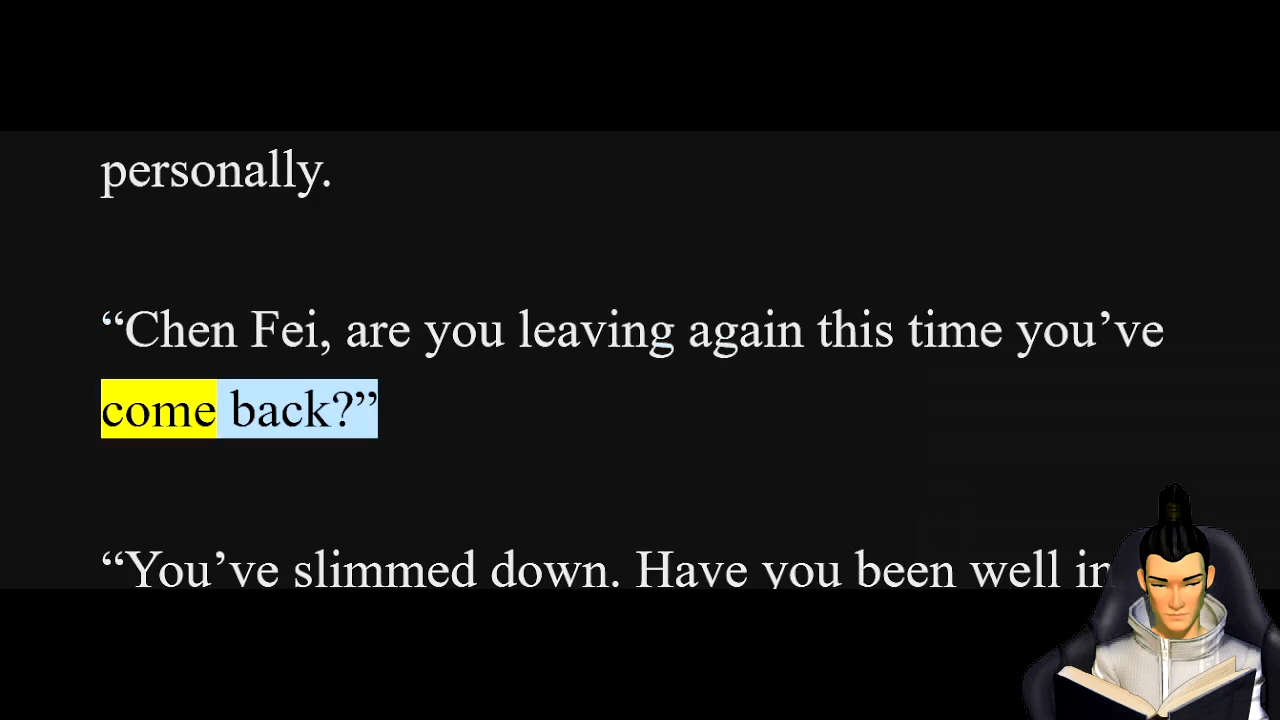 personally.
“Chen Fei, are you leaving again this time you’ve
come back?”
“You’ve slimmed down. Have you been well in